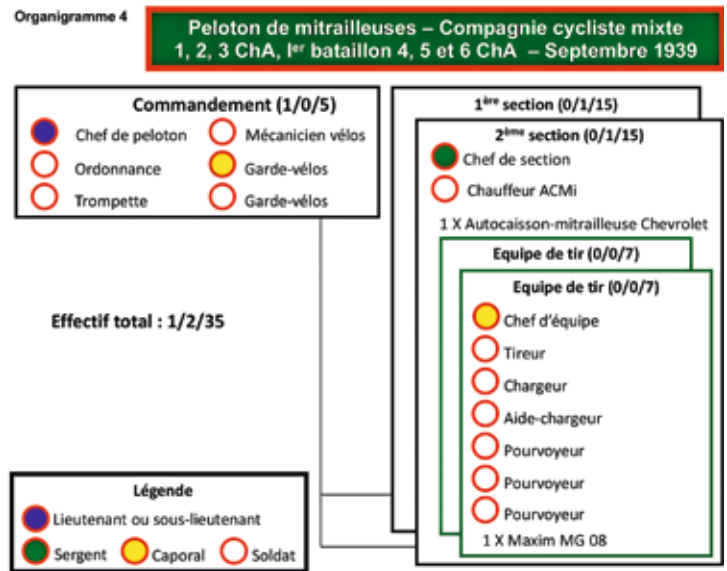 Organigramme 4
Peloton de mitrailleuses – Compagnie cycliste mixte
1, 2, 3 ChA, Ier bataillon 4, 5 et 6 ChA – Septembre 1939
Commandement (1/0/5)
Chef de peloton
Mécanicien vélos
Ordonnance
Garde-vélos
Trompette
Garde-vélos
1ère section (0/1/15)
2ème section (0/1/15)
Chef de section
Chauffeur ACMi
1 X Autocaisson-mitrailleuse Chevrolet
Equipe de tir (0/0/7)
Equipe de tir (0/0/7)
Chef d'équipe
Tireur
Chargeur
Aide-chargeur
Pourvoyeur
Pourvoyeur
Pourvoyeur
1 X Maxim MG 08
Effectif total : 1/2/35
Légende
Lieutenant ou sous-lieutenant
Sergent Caporal Soldat